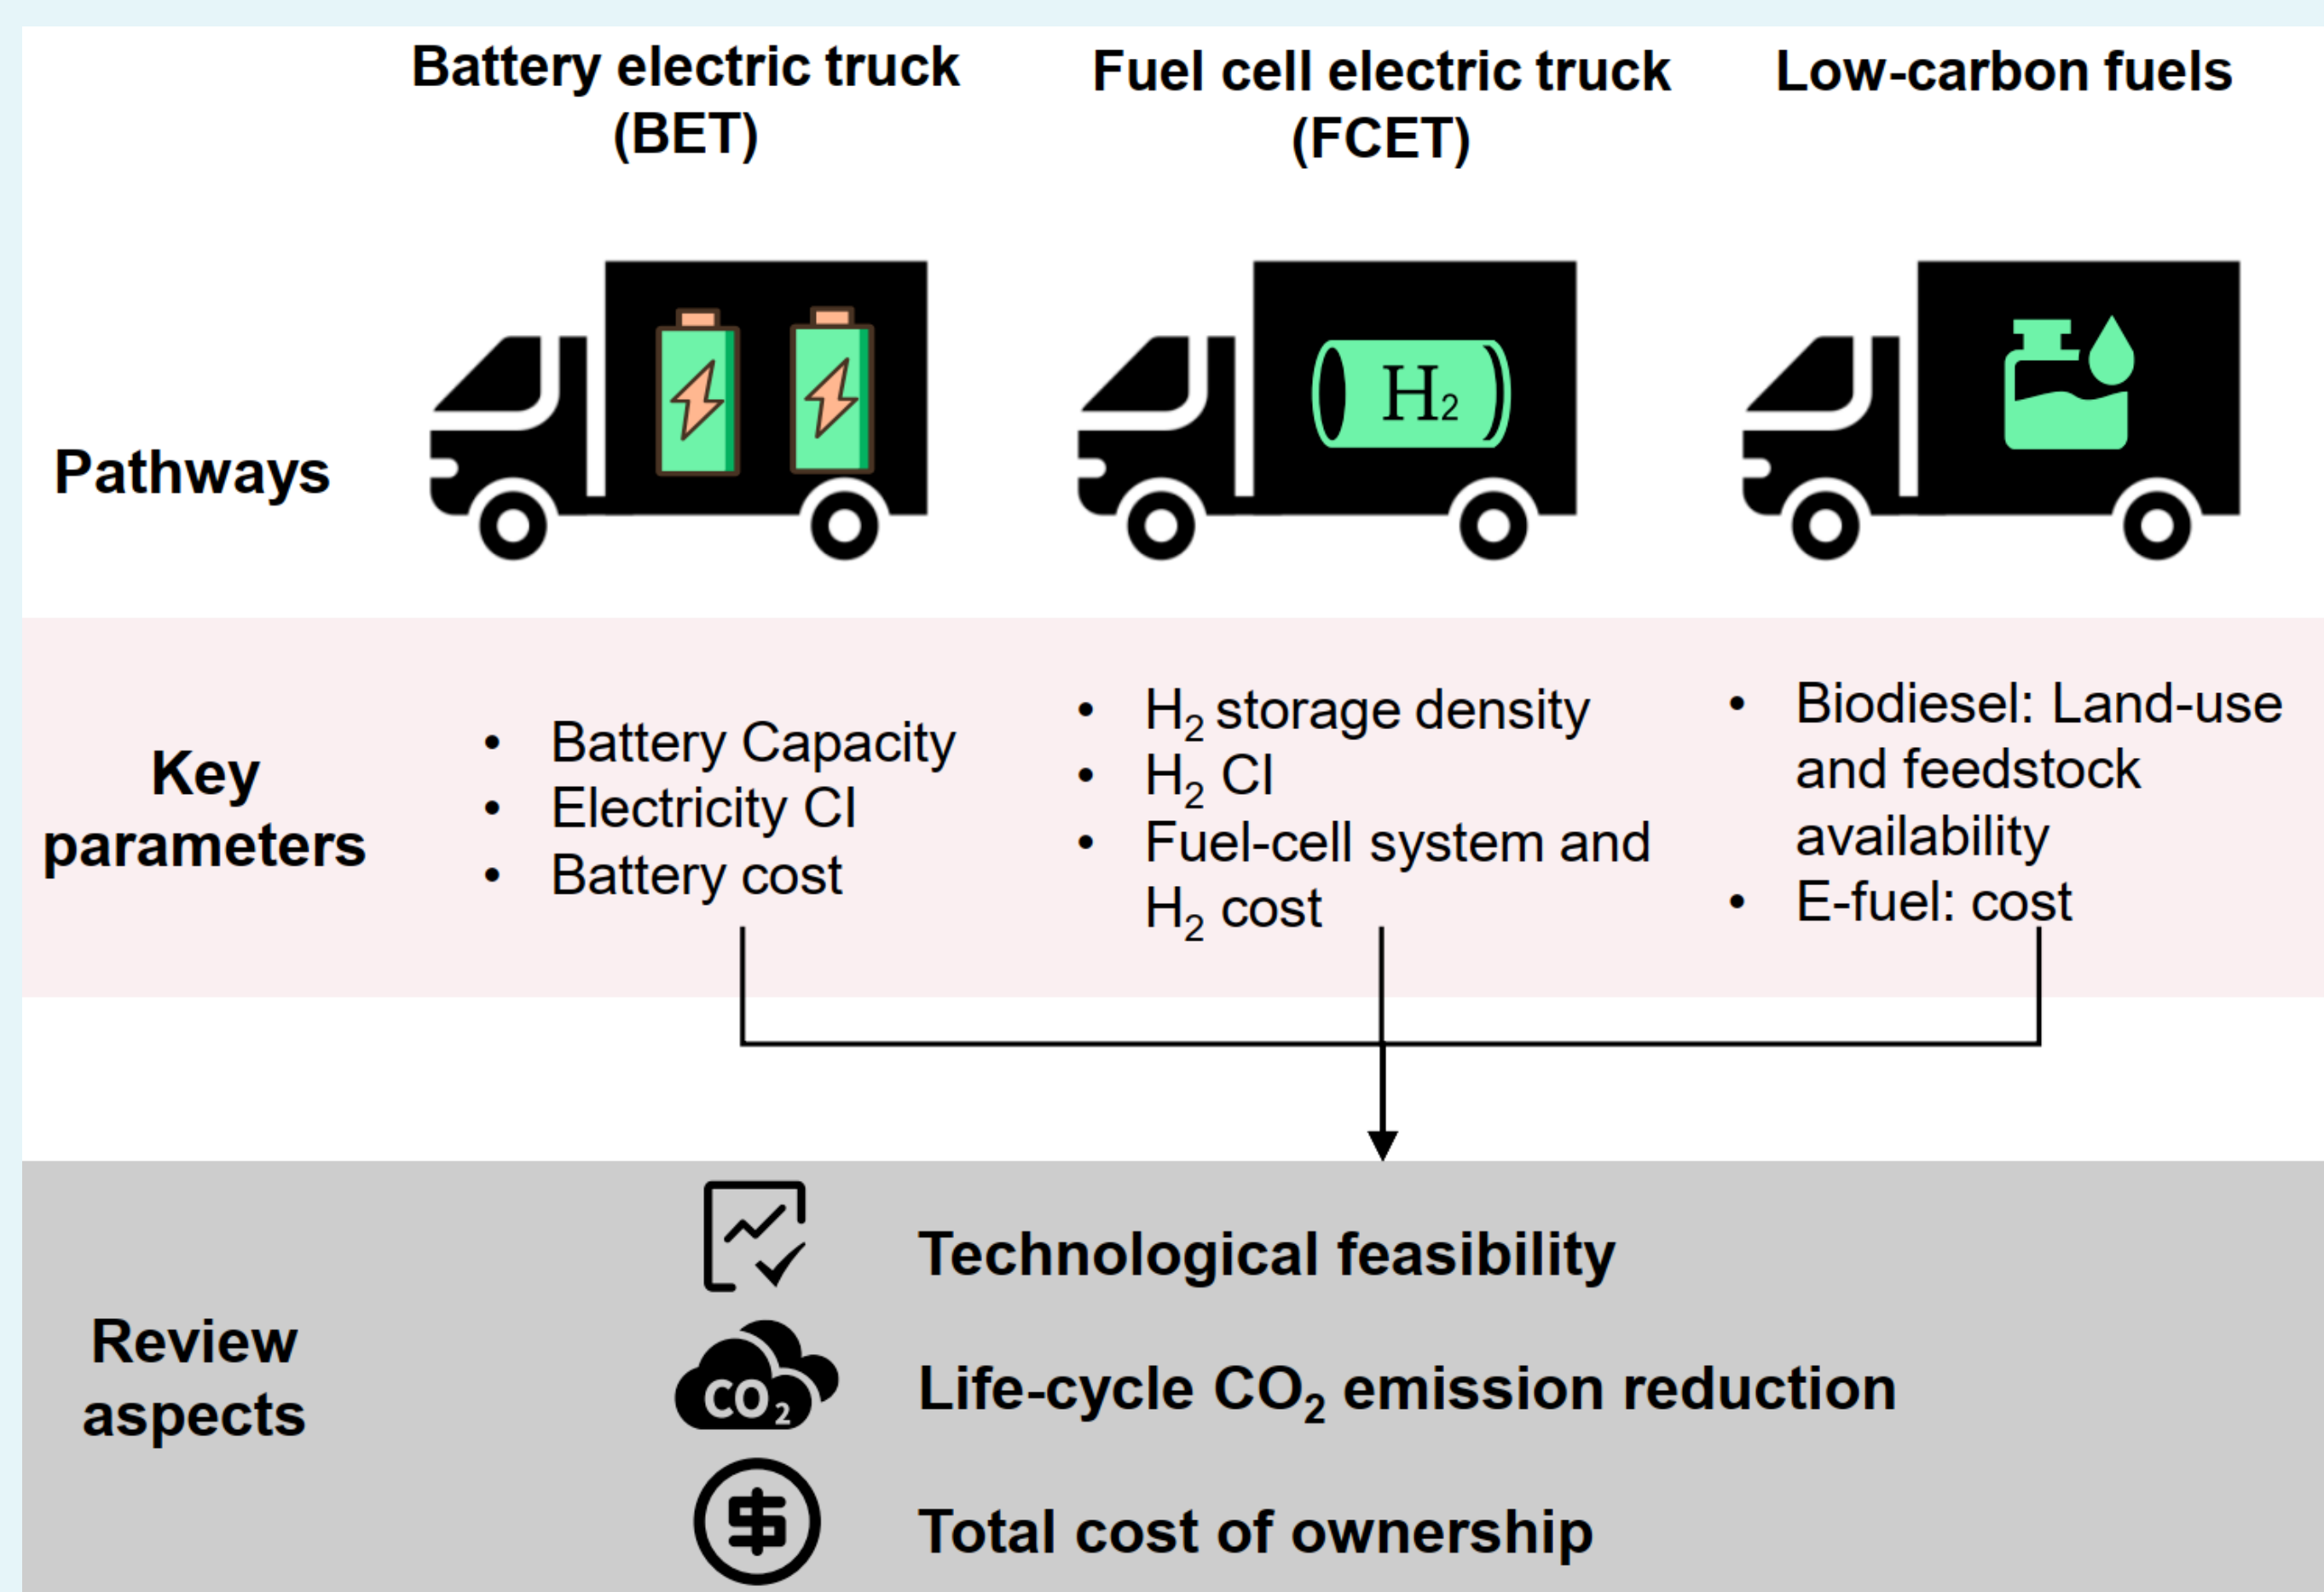 Battery electric truck
(BET)
Fuel cell electric truck
(FCET)
Low-carbon fuels
H₂
Pathways
Key
parameters
• Battery Capacity
• Electricity CI
• Battery cost
• H₂ storage density
• H₂ CI
• Fuel-cell system and
H₂ cost
• Biodiesel: Land-use
and feedstock
availability
• E-fuel: cost
Review
aspects
Technological feasibility
CO₂
Life-cycle CO₂ emission reduction
$
Total cost of ownership